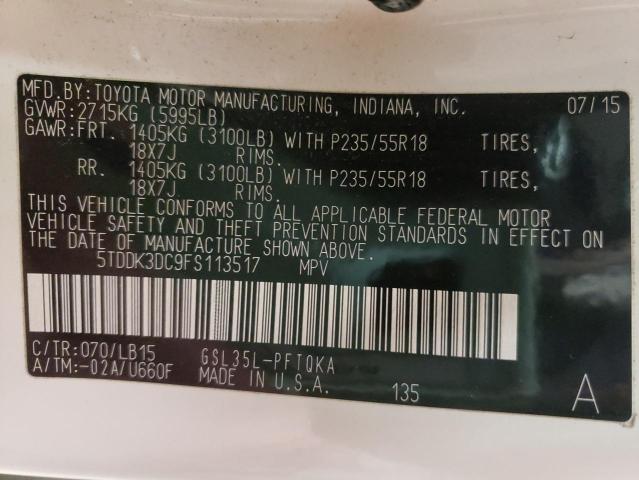 MFD.BY:TOYOTA MOTOR MANUFACTURING, INDIANA, INC. 07/15
GVWR:2715KG (5995LB)
GAWR:FRT. 1405KG (3100LB) WITH P235/55R18 TIRES,
18X7J RIMS.
RR. 1405KG (3100LB) WITH P235/55R18 TIRES,
18X7J RIMS.
THIS VEHICLE CONFORMS TO ALL APPLICABLE FEDERAL MOTOR
VEHICLE SAFETY AND THEFT PREVENTION STANDARDS IN EFFECT ON
THE DATE OF MANUFACTURE SHOWN ABOVE.
5TDDK3DC9FS113517 MPV
C/TR:070/LB15 GSL35L-PFTQKA
A/TM:-02A/U660F MADE IN U.S.A. 135 A